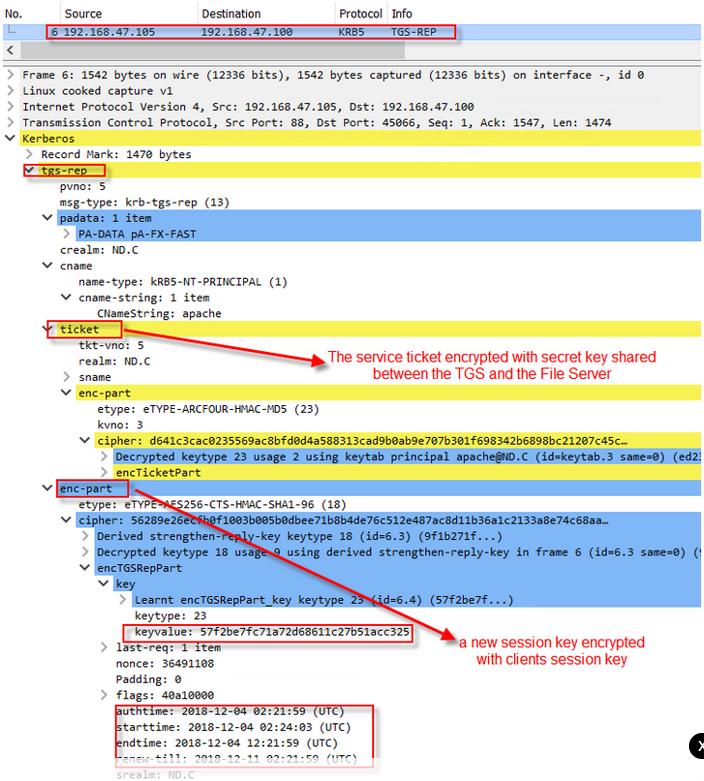 No. Source Destination Protocol Info
6 192.168.47.105 192.168.47.100 KRB5 TGS-REP
Frame 6: 1542 bytes on wire (12336 bits), 1542 bytes captured (12336 bits) on interface -, id 0
Linux cooked capture v1
Internet Protocol Version 4, Src: 192.168.47.105, Dst: 192.168.47.100
Transmission Control Protocol, Src Port: 88, Dst Port: 45066, Seq: 1, Ack: 1547, Len: 1474
Kerberos
Record Mark: 1470 bytes
tgs-rep
pvno: 5
msg-type: krb-tgs-rep (13)
padata: 1 item
PA-DATA pA-FX-FAST
crealm: ND.C
cname
name-type: kRB5-NT-PRINCIPAL (1)
cname-string: 1 item
CNameString: apache
ticket
tkt-vno: 5
The service ticket encrypted with secret key shared
between the TGS and the File Server
realm: ND.C
sname
enc-part
etype: eTYPE-ARCFOUR-HMAC-MD5 (23)
kvno: 3
cipher: d641c3cac0235569ac8bfd0d4a588313cad9b0ab9e707b301f698342b6898bc21207c45c…
Decrypted keytype 23 usage 2 using keytab principal apache@ND.C (id=keytab.3 same=0) (ed23
encTicketPart
enc-part
etype: eTYPE-AES256-CTS-HMAC-SHA1-96 (18)
cipher:
Derived strengthen-reply-key keytype 18 (id=6.3) (9f1b271f...)
Decrypted keytype 18 usage 9 using derived strengthen-reply-key in frame 6 (id=6.3 same=0) (
encTGSRepPart
key
Learnt encTGSRepPart_key keytype 23 (id=6.4) (57f2be7f...)
keytype: 23
keyvalue: 57f2be7fc71a72d68611c27b51acc325
a new session key encrypted
with clients session key
last-req: 1 item
nonce: 36491108
Padding: 0
flags: 40a10000
authtime: 2018-12-04 02:21:59 (UTC)
starttime: 2018-12-04 02:24:03 (UTC)
endtime: 2018-12-04 12:21:59 (UTC)
renew-till: 2018-12-11 02:21:59 (UTC)
srealm: ND.C
X